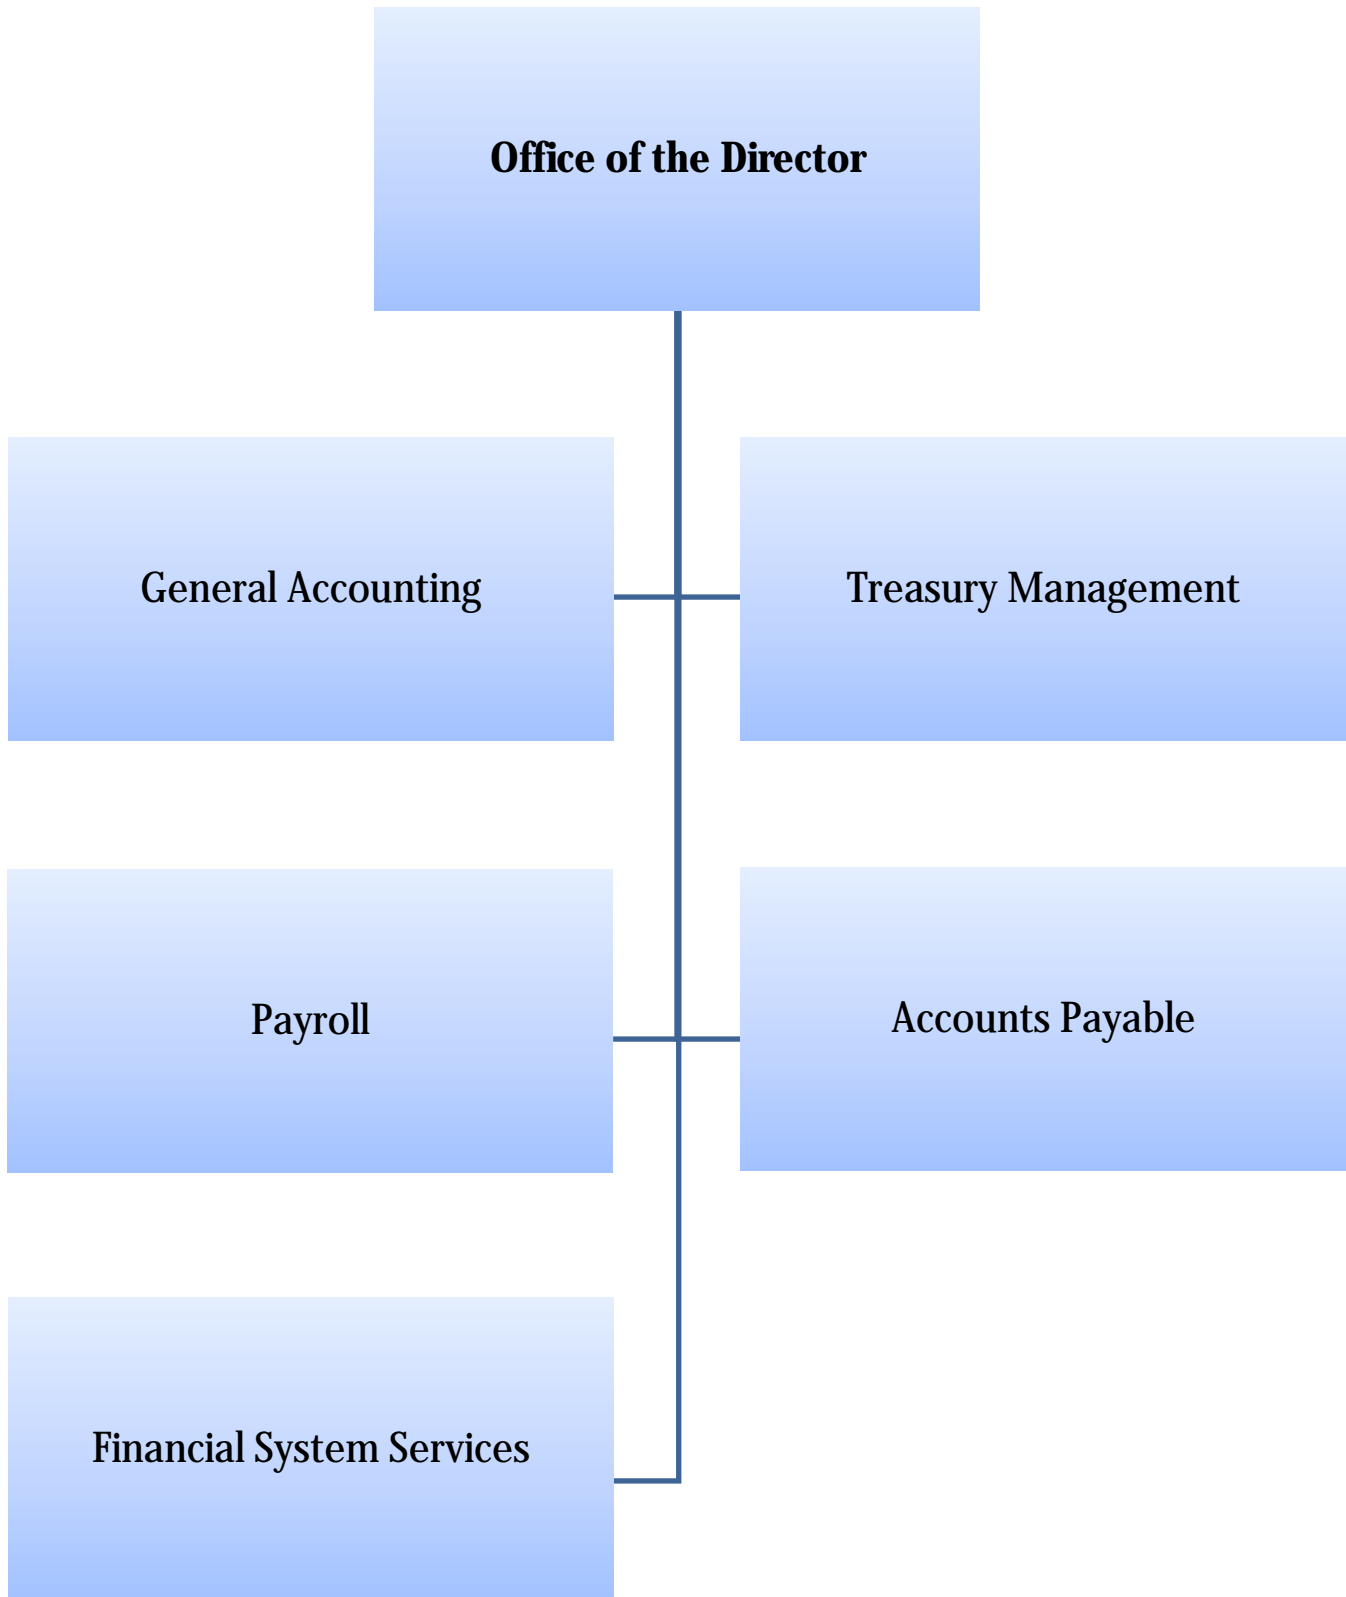 Office of the Director
General Accounting
Treasury Management
Payroll
Accounts Payable
Financial System Services